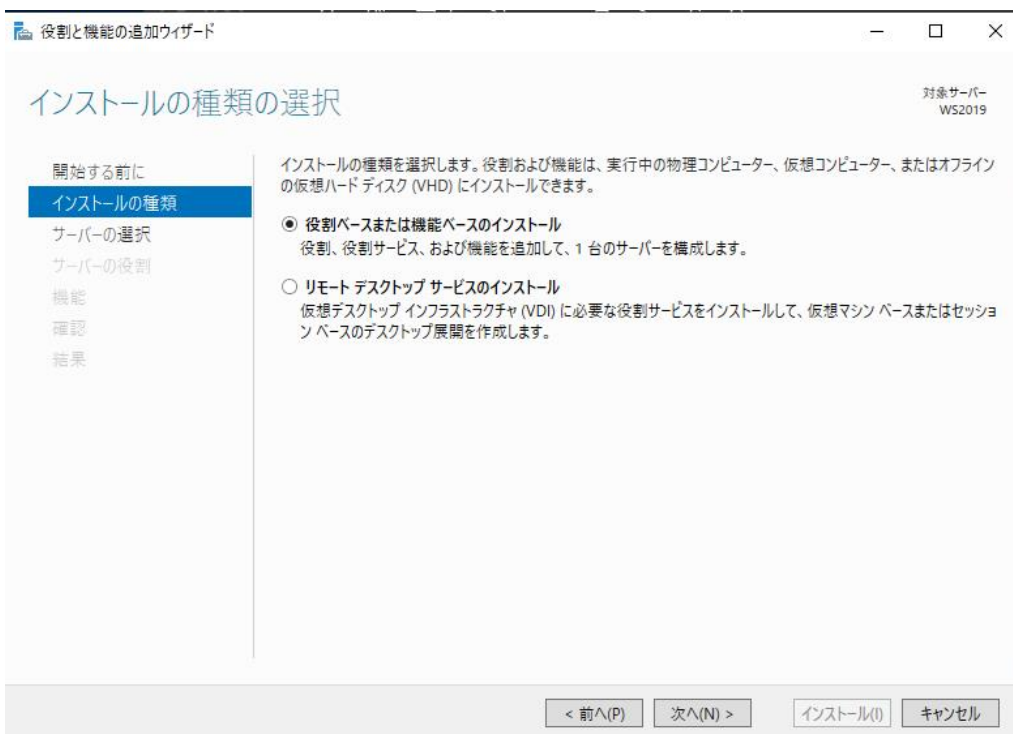 役割と機能の追加ウィザード
インストールの種類の選択
対象サーバー
WS2019
開始する前に
インストールの種類
サーバーの選択
サーバーの役割
機能
確認
結果
インストールの種類を選択します。役割および機能は、実行中の物理コンピューター、仮想コンピューター、またはオフライン
の仮想ハード ディスク (VHD) にインストールできます。
役割ベースまたは機能ベースのインストール
役割、役割サービス、および機能を追加して、1 台のサーバーを構成します。
リモート デスクトップ サービスのインストール
仮想デスクトップ インフラストラクチャ (VDI) に必要な役割サービスをインストールして、仮想マシン ベースまたはセッショ
ン ベースのデスクトップ展開を作成します。
< 前へ(P)
次へ(N) >
インストール(I)
キャンセル